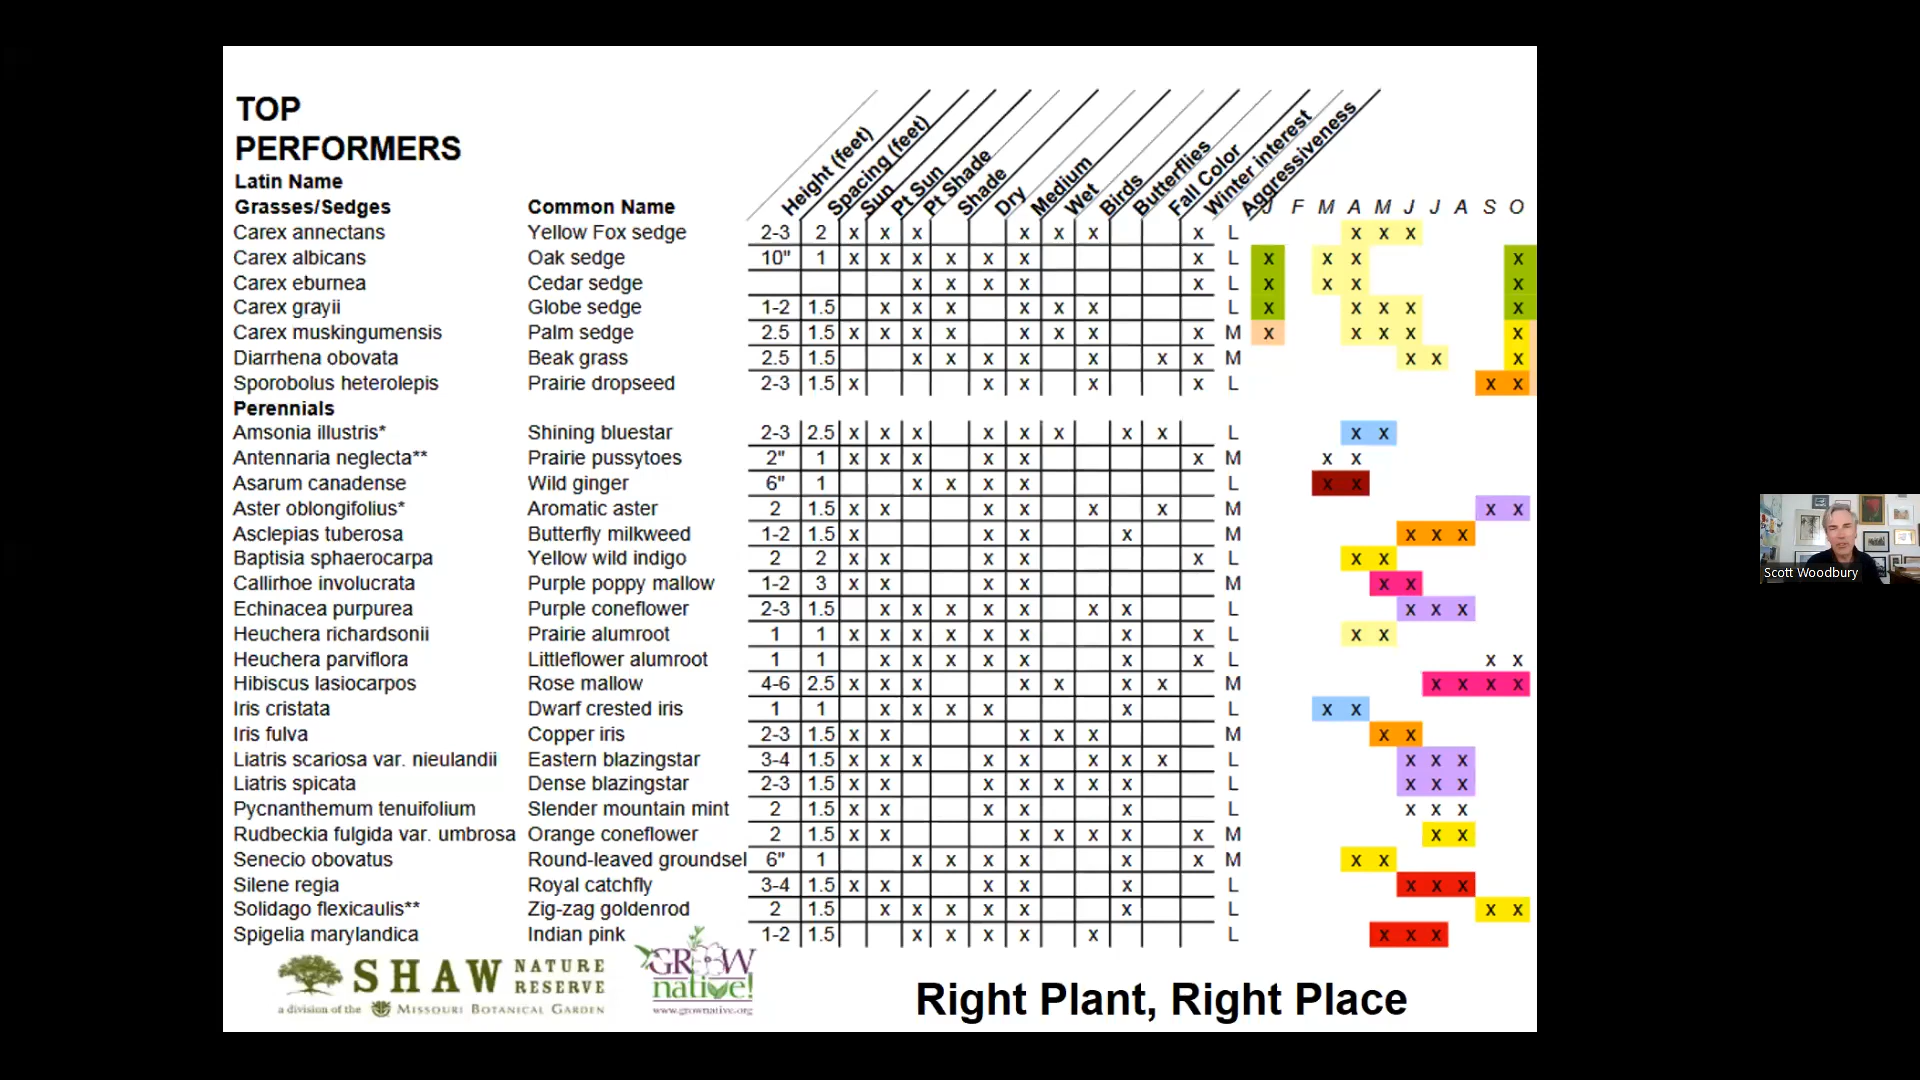 TOP
PERFORMERS
Latin Name
Height (feet) Spacing (feet) Sun Pt Sun Pt Shade Shade Dry Medium Wet Birds Butterflies Fall Color Winter interest Aggressiveness
Grasses/Sedges Common Name J F M A M J J A S O
Carex annectans Yellow Fox sedge 2-3 2 x x x x x x x L x x x
Carex albicans Oak sedge 10" 1 x x x x x x x L x x x x
Carex eburnea Cedar sedge x x x x x L x x x x
Carex grayii Globe sedge 1-2 1.5 x x x x x x L x x x x x
Carex muskingumensis Palm sedge 2.5 1.5 x x x x x x x x M x x x x x
Diarrhena obovata Beak grass 2.5 1.5 x x x x x x x M x x x
Sporobolus heterolepis Prairie dropseed 2-3 1.5 x x x x x L x x
Perennials
Amsonia illustris* Shining bluestar 2-3 2.5 x x x x x x x x L x x
Antennaria neglecta** Prairie pussytoes 2" 1 x x x x x x M x x
Asarum canadense Wild ginger 6" 1 x x x x L x x
Aster oblongifolius* Aromatic aster 2 1.5 x x x x x x M x x
Asclepias tuberosa Butterfly milkweed 1-2 1.5 x x x x M x x x
Baptisia sphaerocarpa Yellow wild indigo 2 2 x x x x x L x x
Callirhoe involucrata Purple poppy mallow 1-2 3 x x x x M x x
Echinacea purpurea Purple coneflower 2-3 1.5 x x x x x x x L x x x
Heuchera richardsonii Prairie alumroot 1 1 x x x x x x x x L x x
Heuchera parviflora Littleflower alumroot 1 1 x x x x x x x L x x
Hibiscus lasiocarpos Rose mallow 4-6 2.5 x x x x x x x M x x x x
Iris cristata Dwarf crested iris 1 1 x x x x x L x x
Iris fulva Copper iris 2-3 1.5 x x x x x M x x
Liatris scariosa var. nieulandii Eastern blazingstar 3-4 1.5 x x x x x x x x L x x x
Liatris spicata Dense blazingstar 2-3 1.5 x x x x x x x L x x x
Pycnanthemum tenuifolium Slender mountain mint 2 1.5 x x x x x L x x x
Rudbeckia fulgida var. umbrosa Orange coneflower 2 1.5 x x x x x x x M x x
Senecio obovatus Round-leaved groundsel 6" 1 x x x x x x M x x
Silene regia Royal catchfly 3-4 1.5 x x x x x L x x x
Solidago flexicaulis** Zig-zag goldenrod 2 1.5 x x x x x x L x x
Spigelia marylandica Indian pink 1-2 1.5 x x x x x L x x x
SHAW NATURE RESERVE
a division of the MISSOURI BOTANICAL GARDEN
GROW native!
www.grownative.org
Right Plant, Right Place
Scott Woodbury